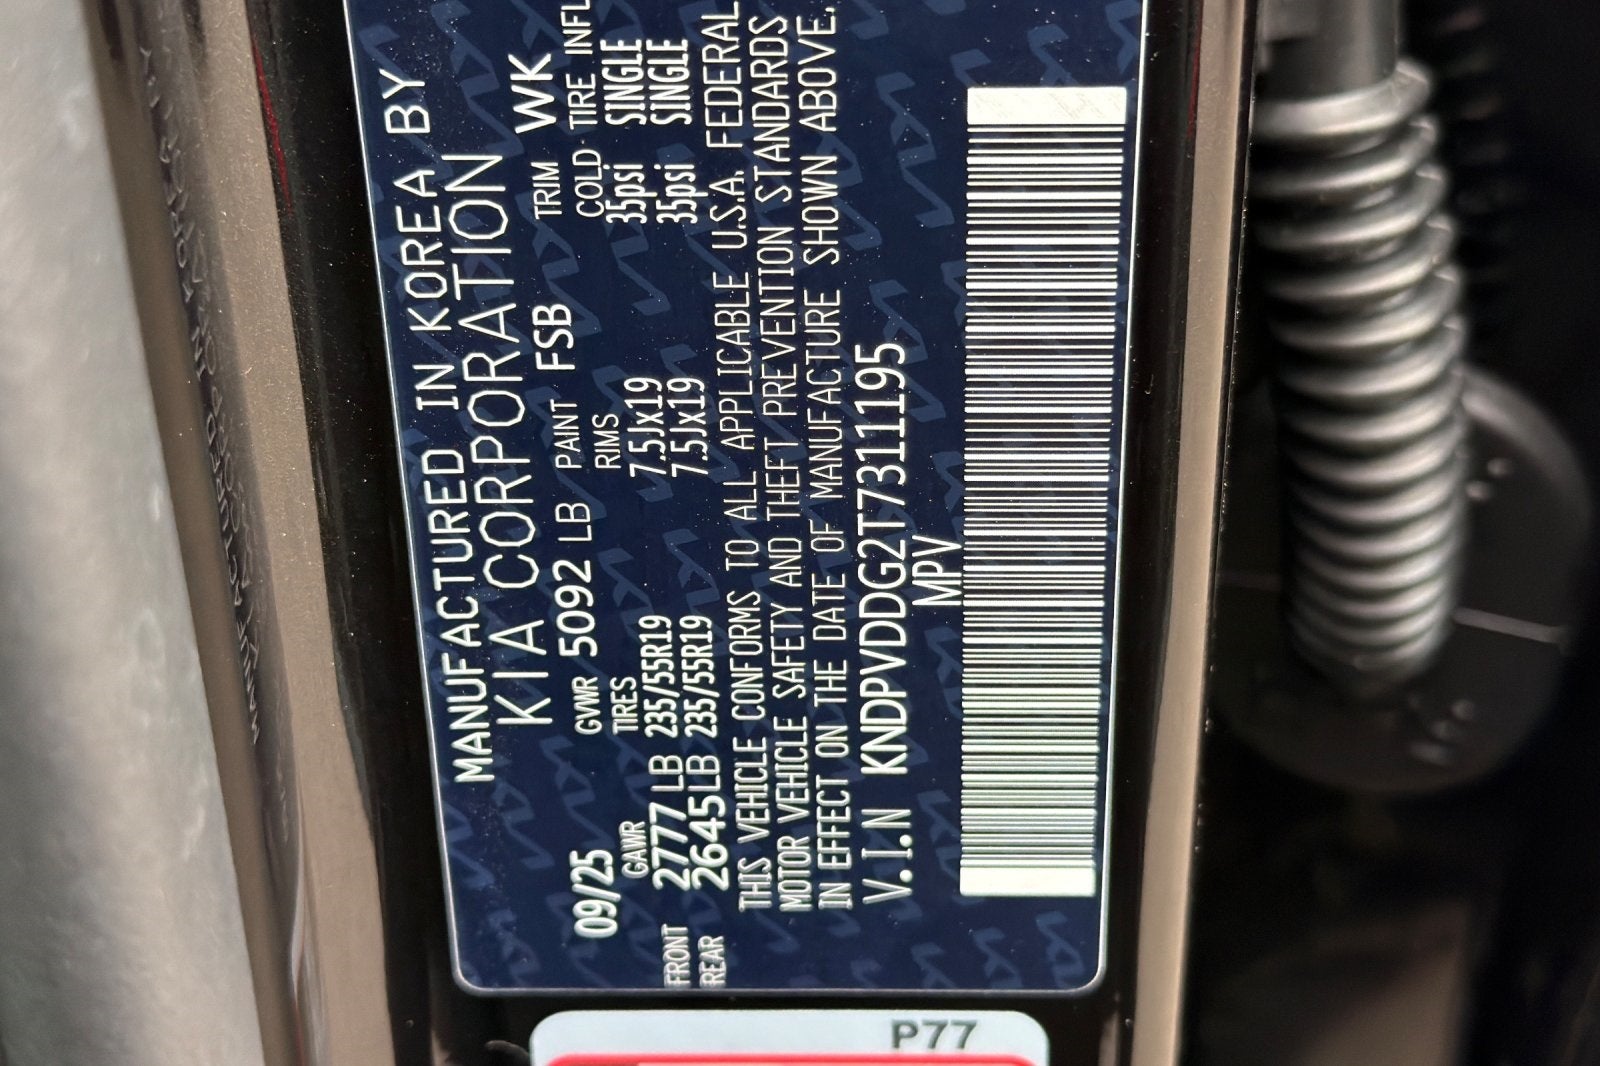 MANUFACTURED IN KOREA BY
KIA CORPORATION
09/25 GVWR 5092 LB PAINT FSB TRIM WK
GAWR TIRES RIMS COLD TIRE INFL
FRONT 2777 LB 235/55R19 7.5Jx19 35psi SINGLE
REAR 2645LB 235/55R19 7.5Jx19 35psi SINGLE
THIS VEHICLE CONFORMS TO ALL APPLICABLE U.S.A. FEDERAL
MOTOR VEHICLE SAFETY AND THEFT PREVENTION STANDARDS
IN EFFECT ON THE DATE OF MANUFACTURE SHOWN ABOVE.
V.I.N KNDPVDDG2T7311195
MPV
P77